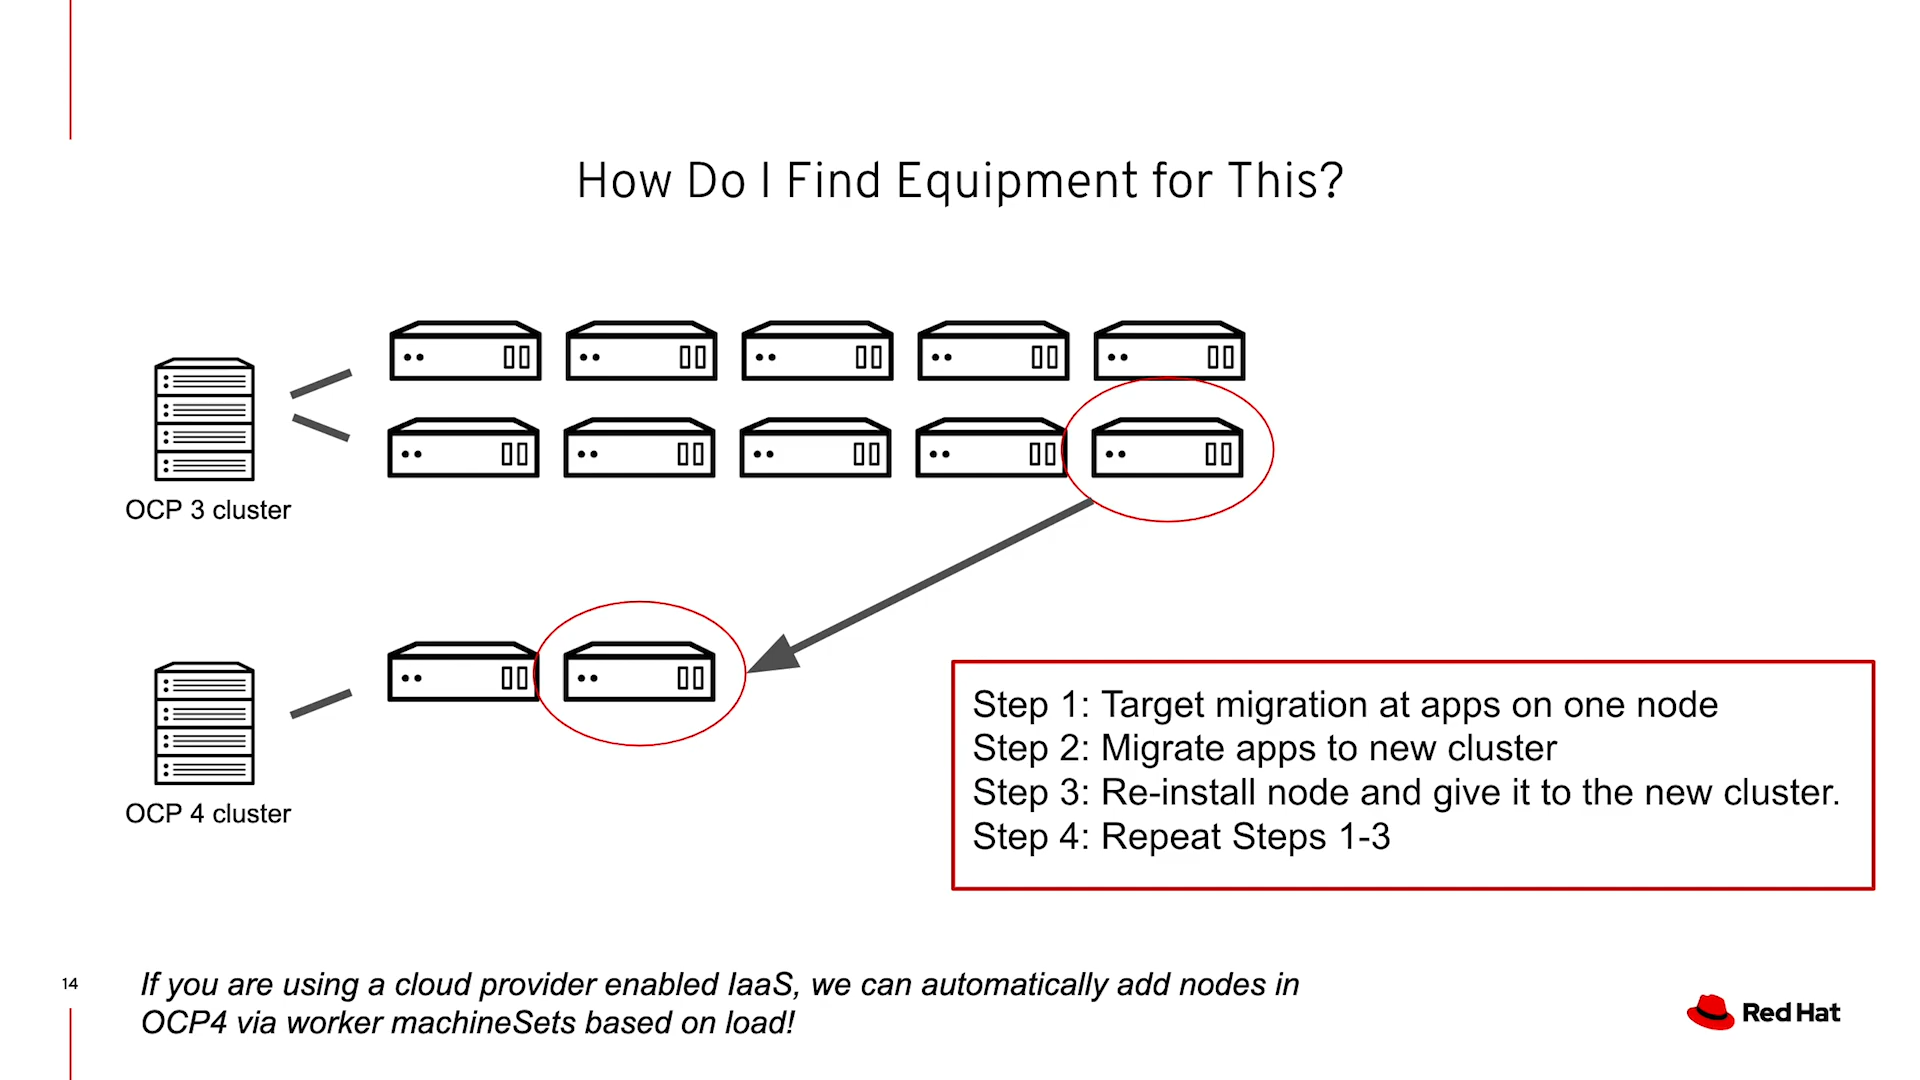 How Do I Find Equipment for This?
OCP 3 cluster
OCP 4 cluster
Step 1: Target migration at apps on one node
Step 2: Migrate apps to new cluster
Step 3: Re-install node and give it to the new cluster.
Step 4: Repeat Steps 1-3
14
If you are using a cloud provider enabled IaaS, we can automatically add nodes in
OCP4 via worker machineSets based on load!
Red Hat